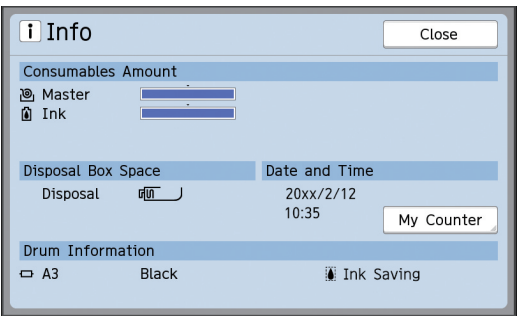 i Info
Close
Consumables Amount
Master
Ink
Disposal Box Space
Date and Time
Disposal
20xx/2/12
10:35
My Counter
Drum Information
A3 Black Ink Saving